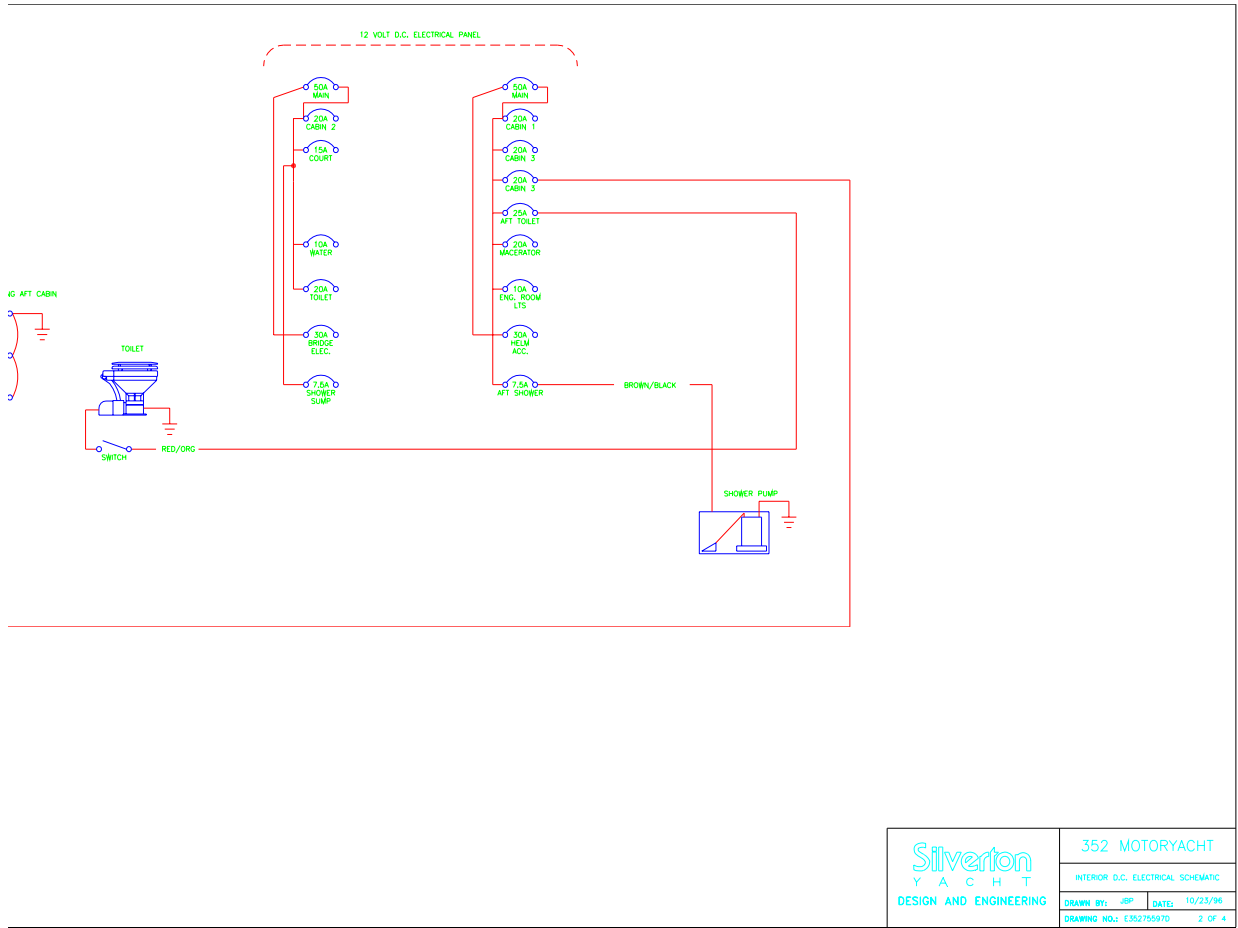 12 VOLT D.C. ELECTRICAL PANEL
50A
MAIN
20A
CABIN 2
15A
COURT
10A
WATER
20A
TOILET
30A
BRIDGE
ELEC.
7.5A
SHOWER
SUMP
50A
MAIN
20A
CABIN 1
20A
CABIN 3
20A
CABIN 3
25A
AFT TOILET
20A
MACERATOR
10A
ENG. ROOM
LTS
30A
HELM
ACC.
7.5A
AFT SHOWER
BROWN/BLACK
NG AFT CABIN
TOILET
SWITCH
RED/ORG
SHOWER PUMP
Silverton
YACHT
DESIGN AND ENGINEERING
352 MOTORYACHT
INTERIOR D.C. ELECTRICAL SCHEMATIC
DRAWN BY: JBP DATE: 10/23/96
DRAWING NO.: 2 OF 4